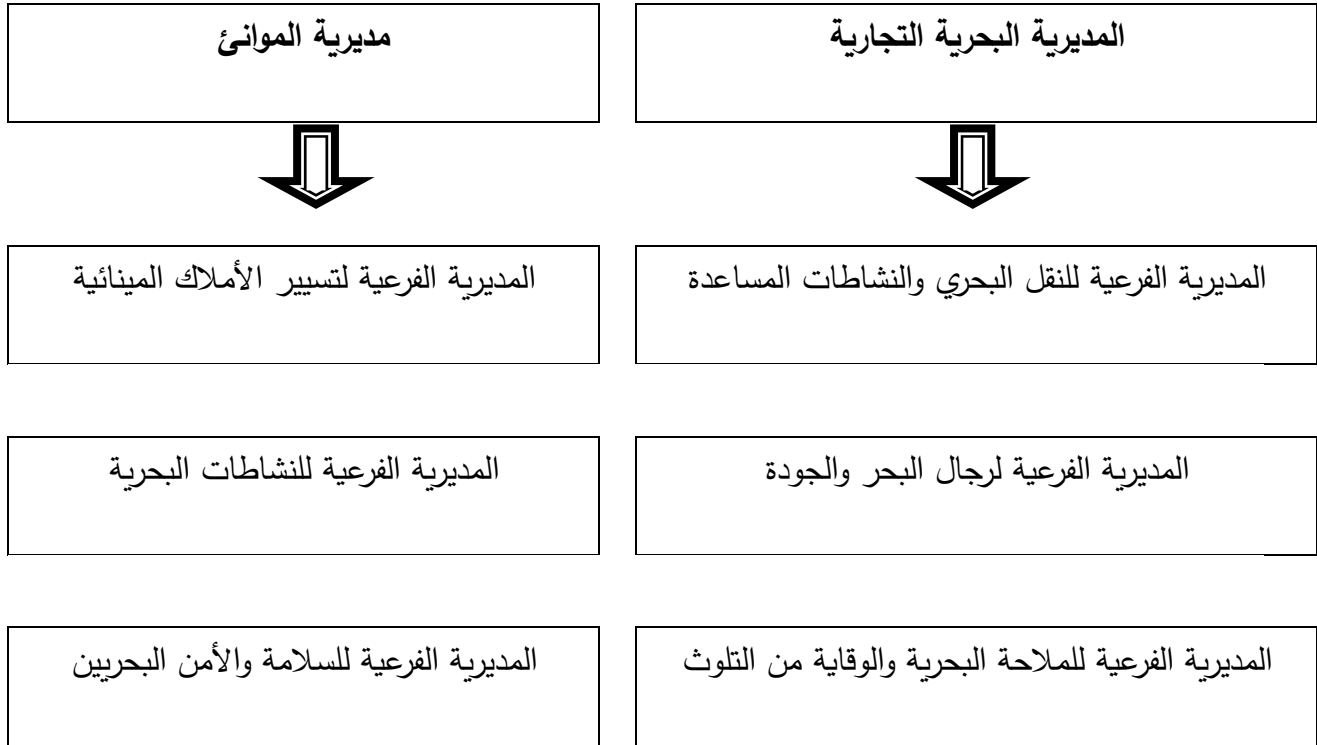 المديرية البحرية التجارية
مديرية الموانئ
المديرية الفرعية للنقل البحري والنشاطات المساعدة
المديرية الفرعية لتسيير الأملاك المينائية
المديرية الفرعية لرجال البحر والجودة
المديرية الفرعية للنشاطات البحرية
المديرية الفرعية للملاحة البحرية والوقاية من التلوث
المديرية الفرعية للسلامة والأمن البحريين